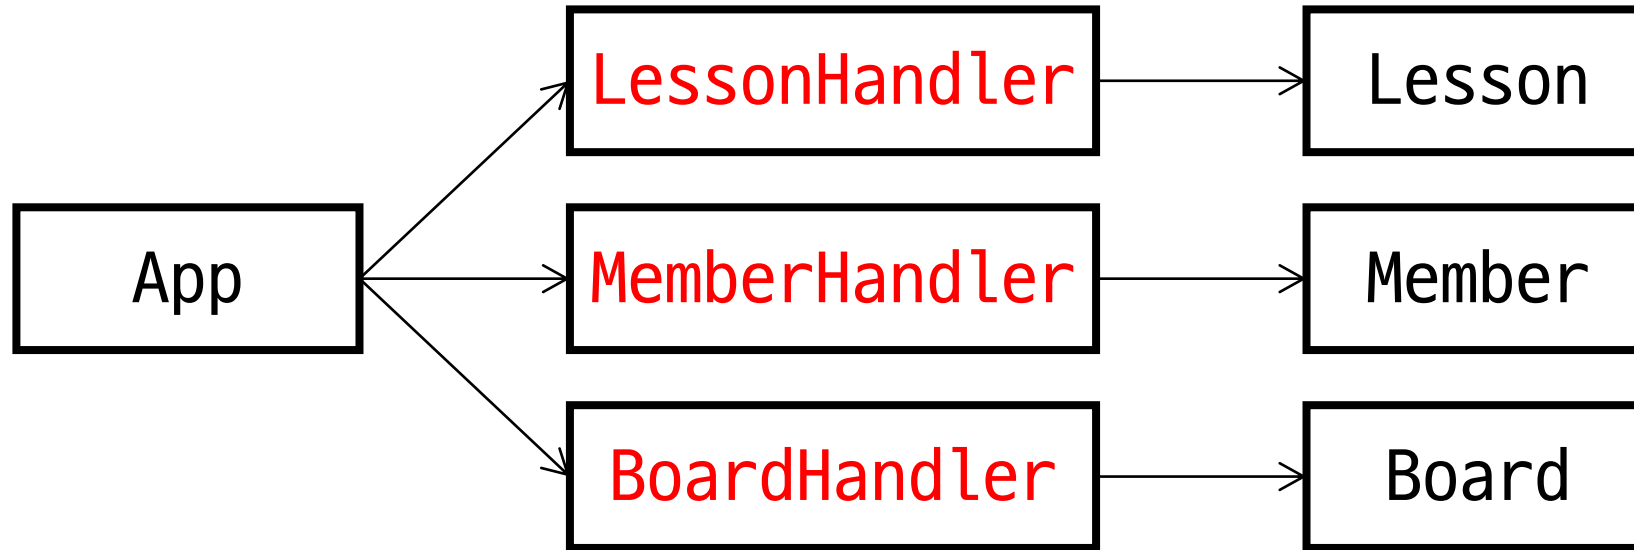 LessonHandler
Lesson
App
MemberHandler
Member
BoardHandler
Board